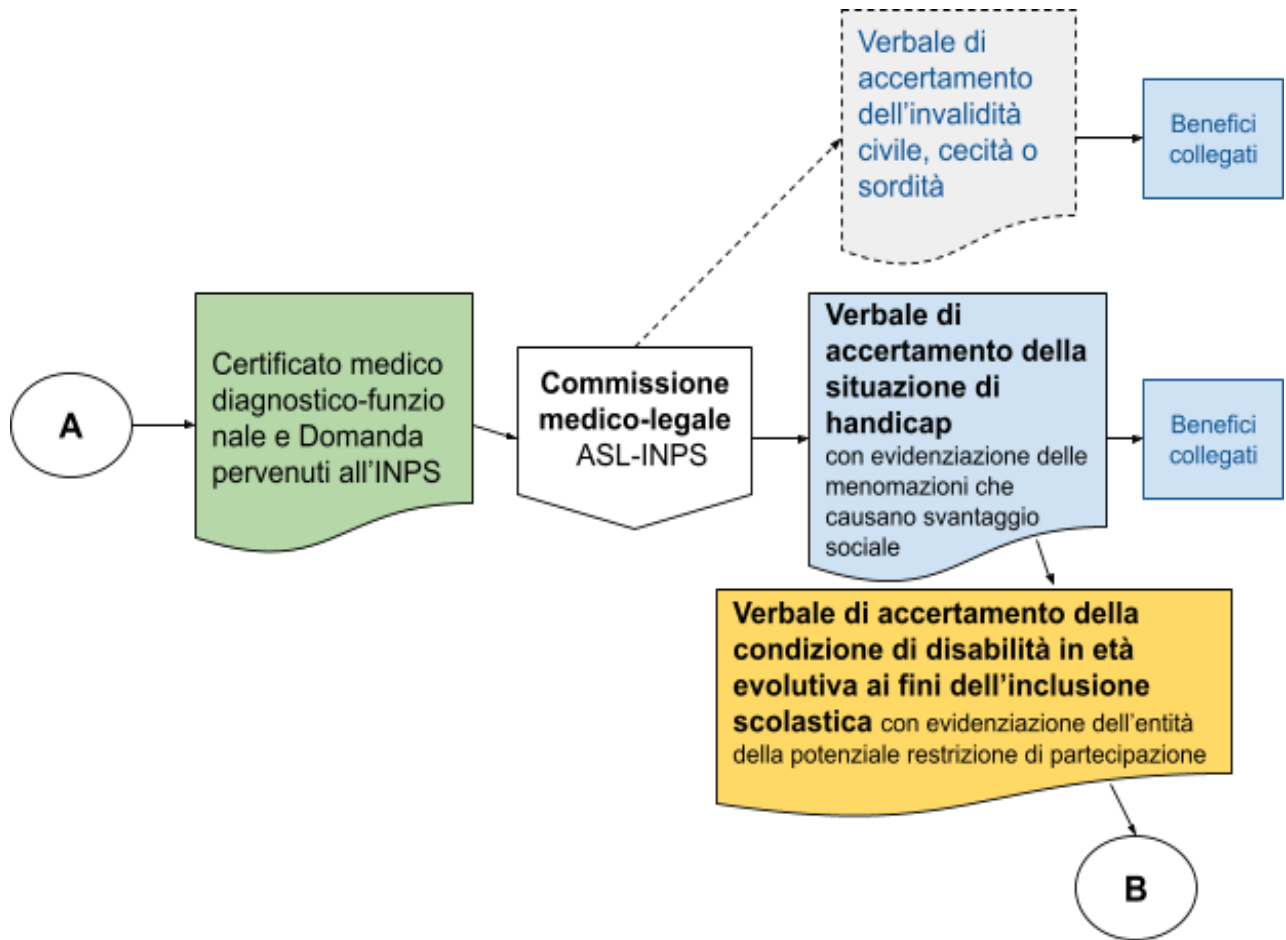 Verbale di
accertamento
dell'invalidità
civile, cecità o
sordità
Benefici
collegati
A
Certificato medico
diagnostico-funzio
nale e Domanda
pervenuti all'INPS
Commissione
medico-legale
ASL-INPS
Verbale di
accertamento della
situazione di
handicap
con evidenziazione delle
menomazioni che
causano svantaggio
sociale
Benefici
collegati
Verbale di accertamento della
condizione di disabilità in età
evolutiva ai fini dell'inclusione
scolastica con evidenziazione dell'entità
della potenziale restrizione di partecipazione
B